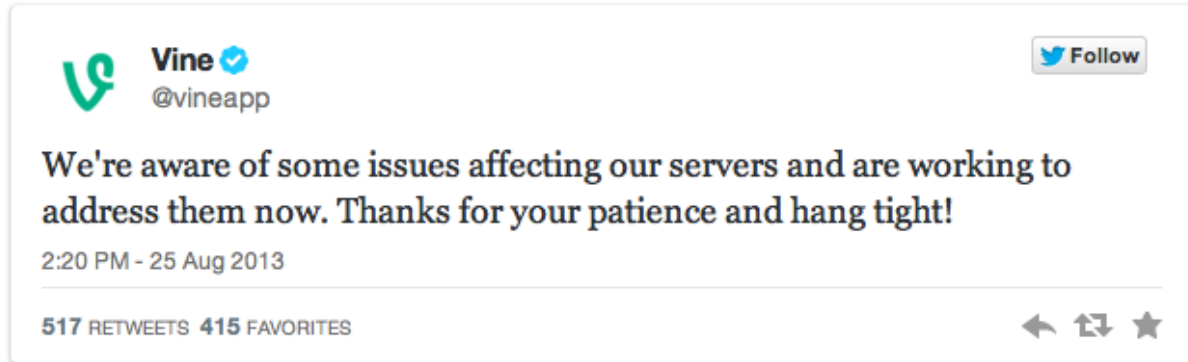 Vine
Follow
@vineapp
We're aware of some issues affecting our servers and are working to
address them now. Thanks for your patience and hang tight!
2:20 PM - 25 Aug 2013
517 RETWEETS 415 FAVORITES